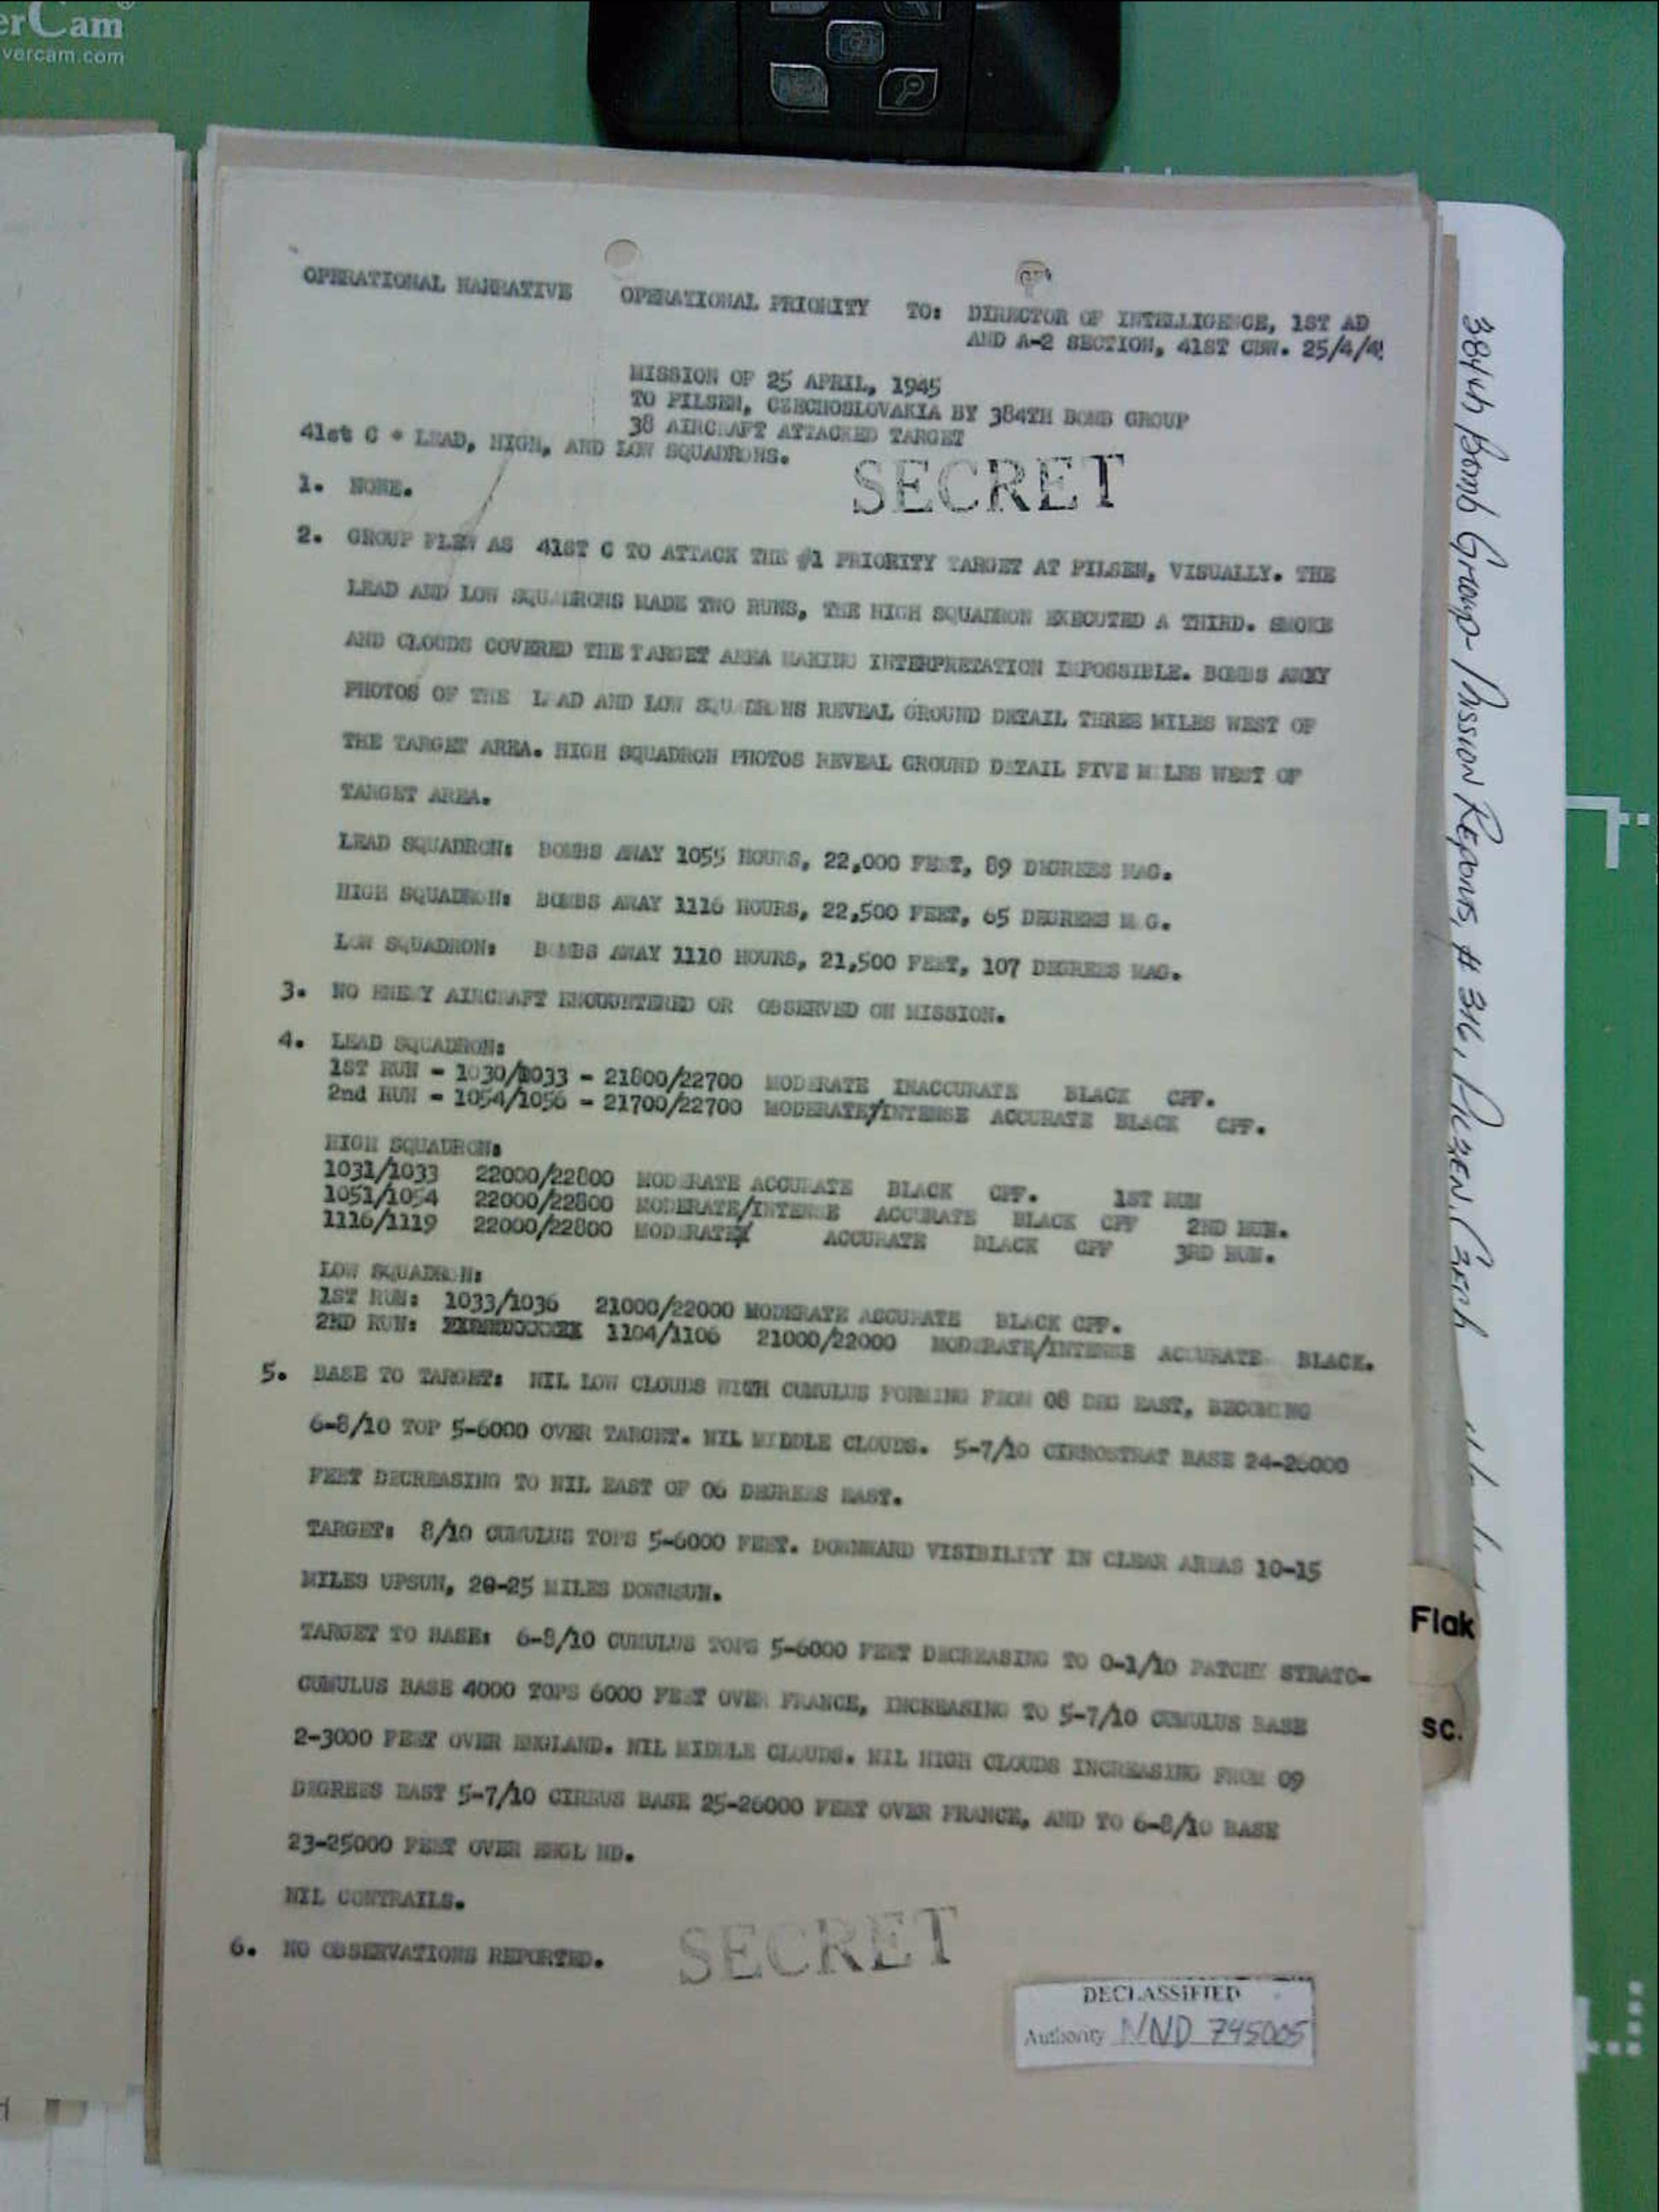 erCam
vercam.com
OPERATIONAL NARRATIVE OPERATIONAL PRIORITY TO: DIRECTOR OF INTELLIGENCE, 1ST AD
AND A-2 SECTION, 41ST CBW. 25/4/4
MISSION OF 25 APRIL, 1945
TO PILSEN, CZECHOSLOVAKIA BY 384TH BOMB GROUP
38 AIRCRAFT ATTACKED TARGET
41st C - LEAD, HIGH, AND LOW SQUADRONS.
SECRET
1. NONE.
2. GROUP FLEW AS 41ST C TO ATTACK THE #1 PRIORITY TARGET AT PILSEN, VISUALLY. THE
LEAD AND LOW SQUADRONS MADE TWO RUNS, THE HIGH SQUADRON EXECUTED A THIRD. SMOKE
AND CLOUDS COVERED THE TARGET AREA MAKING INTERPRETATION IMPOSSIBLE. BOMBS AWAY
PHOTOS OF THE L AD AND LOW SQU DR NS REVEAL GROUND DETAIL THREE MILES WEST OF
THE TARGET AREA. HIGH SQUADRON PHOTOS REVEAL GROUND DETAIL FIVE M LES WEST OF
TARGET AREA.
LEAD SQUADRON: BOMBS AWAY 1055 HOURS, 22,000 FEET, 89 DEGREES MAG.
HIGH SQUADRON: BOMBS AWAY 1116 HOURS, 22,500 FEET, 65 DEGREES M G.
LOW SQUADRON: B MBS AWAY 1110 HOURS, 21,500 FEET, 107 DEGREES MAG.
3. NO ENEMY AIRCRAFT ENCOUNTERED OR OBSERVED ON MISSION.
4. LEAD SQUADRON:
1ST RUN - 1030/1033 - 21800/22700 MODERATE INACCURATE BLACK CPF.
2nd RUN - 1054/1056 - 21700/22700 MODERATE/INTENSE ACCURATE BLACK CPF.
HIGH SQUADRON:
1031/1033 22000/22800 MODERATE ACCURATE BLACK CPF. 1ST RUN
1051/1054 22000/22800 MODERATE/INTENSE ACCURATE BLACK CPF 2ND RUN.
1116/1119 22000/22800 MODERATE ACCURATE BLACK CPF 3RD RUN.
LOW SQUADR N:
1ST RUN: 1033/1036 21000/22000 MODERATE ACCURATE BLACK CPF.
2ND RUN: 1104/1106 21000/22000 MODERATE/INTENSE ACCURATE BLACK.
5. BASE TO TARGET: NIL LOW CLOUDS WITH CUMULUS FORMING FROM 08 DEG EAST, BECOMING
6-8/10 TOP 5-6000 OVER TARGET. NIL MIDDLE CLOUDS. 5-7/10 CIRROSTRAT BASE 24-26000
FEET DECREASING TO NIL EAST OF 06 DEGREES EAST.
TARGET: 8/10 CUMULUS TOPS 5-6000 FEET. DOWNWARD VISIBILITY IN CLEAR AREAS 10-15
MILES UPSUN, 20-25 MILES DOWNSUN.
TARGET TO BASE: 6-8/10 CUMULUS TOPS 5-6000 FEET DECREASING TO 0-1/10 PATCHY STRATO-
CUMULUS BASE 4000 TOPS 6000 FEET OVER FRANCE, INCREASING TO 5-7/10 CUMULUS BASE
2-3000 FEET OVER ENGLAND. NIL MIDDLE CLOUDS. NIL HIGH CLOUDS INCREASING FROM 09
DEGREES EAST 5-7/10 CIRRUS BASE 25-26000 FEET OVER FRANCE, AND TO 6-8/10 BASE
23-25000 FEET OVER ENGL ND.
NIL CONTRAILS.
6. NO OBSERVATIONS REPORTED.
SECRET
DECLASSIFIED
Authority NND 745005
384th Bomb Group - Mission Reports, # 316, Pilzen, Czech
Flak
sc.